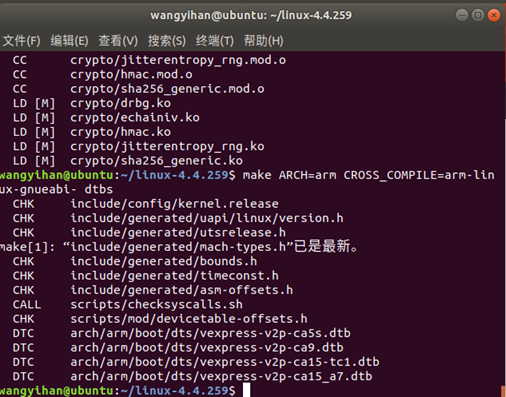 wangyihan@ubuntu: ~/linux-4.4.259
文件(F) 编辑(E) 查看(V) 搜索(S) 终端(T) 帮助(H)
CC crypto/jitterentropy_rng.mod.o
CC crypto/hmac.mod.o
CC crypto/sha256_generic.mod.o
LD [M] crypto/drbg.ko
LD [M] crypto/echainiv.ko
LD [M] crypto/hmac.ko
LD [M] crypto/jitterentropy_rng.ko
LD [M] crypto/sha256_generic.ko
wangyihan@ubuntu:~/linux-4.4.259$ make ARCH=arm CROSS_COMPILE=arm-lin
ux-gnueabi- dtbs
CHK include/config/kernel.release
CHK include/generated/uapi/linux/version.h
CHK include/generated/utsrelease.h
make[1]: “include/generated/mach-types.h”已是最新。
CHK include/generated/bounds.h
CHK include/generated/timeconst.h
CHK include/generated/asm-offsets.h
CALL scripts/checksyscalls.sh
CHK scripts/mod/devicetable-offsets.h
DTC arch/arm/boot/dts/vexpress-v2p-ca5s.dtb
DTC arch/arm/boot/dts/vexpress-v2p-ca9.dtb
DTC arch/arm/boot/dts/vexpress-v2p-ca15-tc1.dtb
DTC arch/arm/boot/dts/vexpress-v2p-ca15_a7.dtb
wangyihan@ubuntu:~/linux-4.4.259$